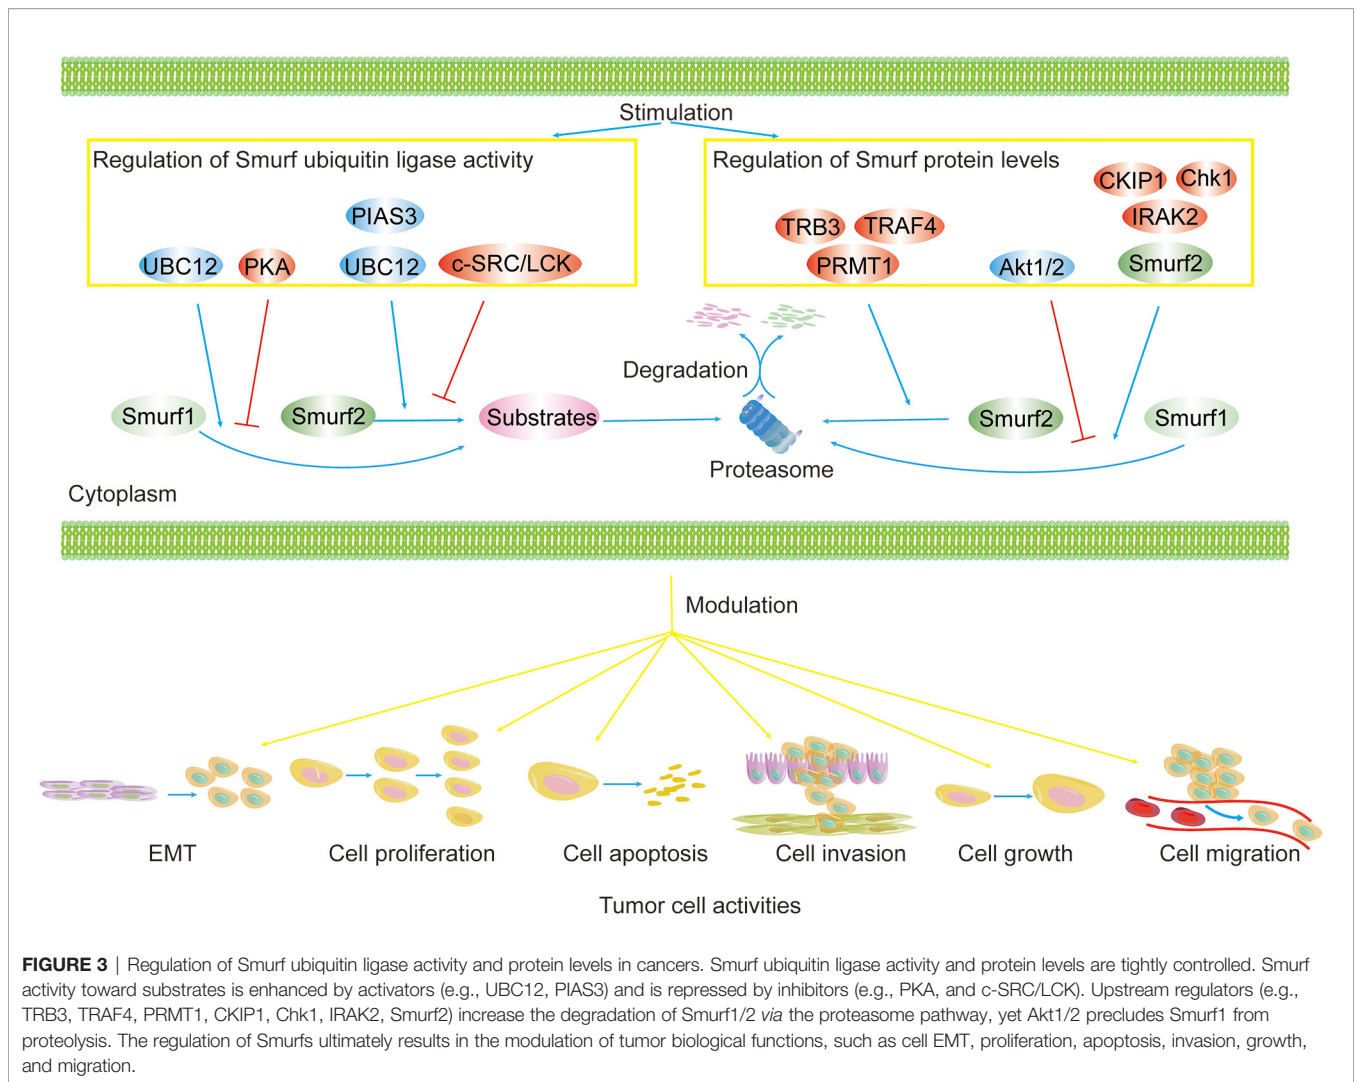 Stimulation
Regulation of Smurf ubiquitin ligase activity
PIAS3
UBC12 PKA UBC12 c-SRC/LCK
Regulation of Smurf protein levels
CKIP1 Chk1
TRB3 TRAF4 IRAK2
PRMT1 Akt1/2 Smurf2
Degradation
Smurf1 Smurf2 Substrates Smurf2 Smurf1
Proteasome
Cytoplasm
Modulation
EMT Cell proliferation Cell apoptosis Cell invasion Cell growth Cell migration
Tumor cell activities
FIGURE 3 | Regulation of Smurf ubiquitin ligase activity and protein levels in cancers. Smurf ubiquitin ligase activity and protein levels are tightly controlled. Smurf
activity toward substrates is enhanced by activators (e.g., UBC12, PIAS3) and is repressed by inhibitors (e.g., PKA, and c-SRC/LCK). Upstream regulators (e.g.,
TRB3, TRAF4, PRMT1, CKIP1, Chk1, IRAK2, Smurf2) increase the degradation of Smurf1/2 via the proteasome pathway, yet Akt1/2 precludes Smurf1 from
proteolysis. The regulation of Smurfs ultimately results in the modulation of tumor biological functions, such as cell EMT, proliferation, apoptosis, invasion, growth,
and migration.